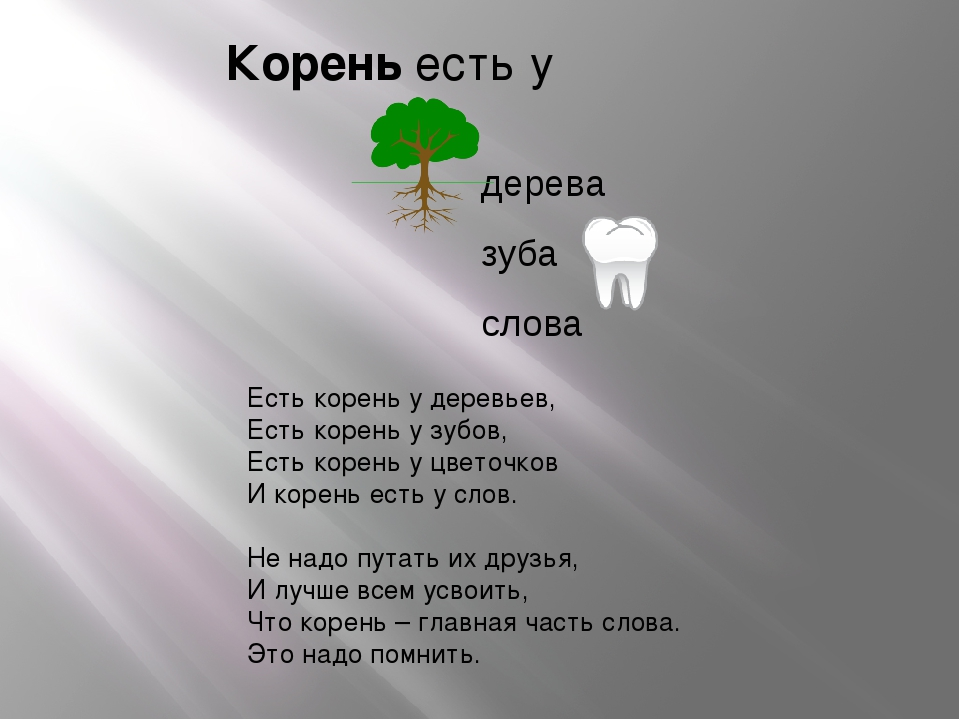 Корень есть у
дерева
зуба
слова
Есть корень у деревьев,
Есть корень у зубов,
Есть корень у цветочков
И корень есть у слов.
Не надо путать их друзья,
И лучше всем усвоить,
Что корень – главная часть слова.
Это надо помнить.